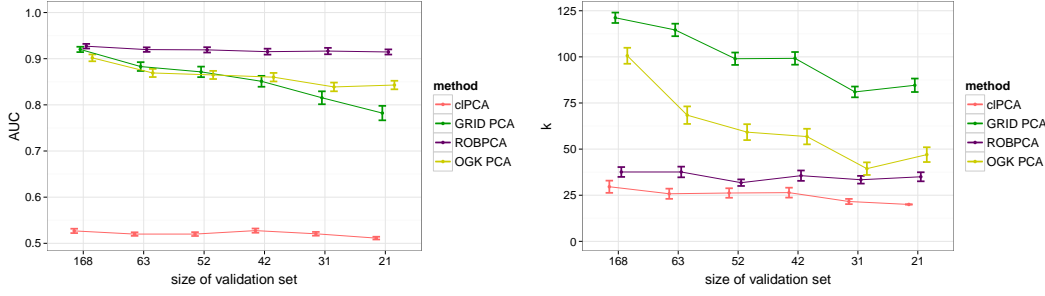 1.0
0.9
0.8
0.7
0.6
0.5
AUC
168 63 52 42 31 21
size of validation set
method
clPCA
GRID PCA
ROBPCA
OGK PCA
125
100
75
50
25
0
k
168 63 52 42 31 21
size of validation set
method
clPCA
GRID PCA
ROBPCA
OGK PCA